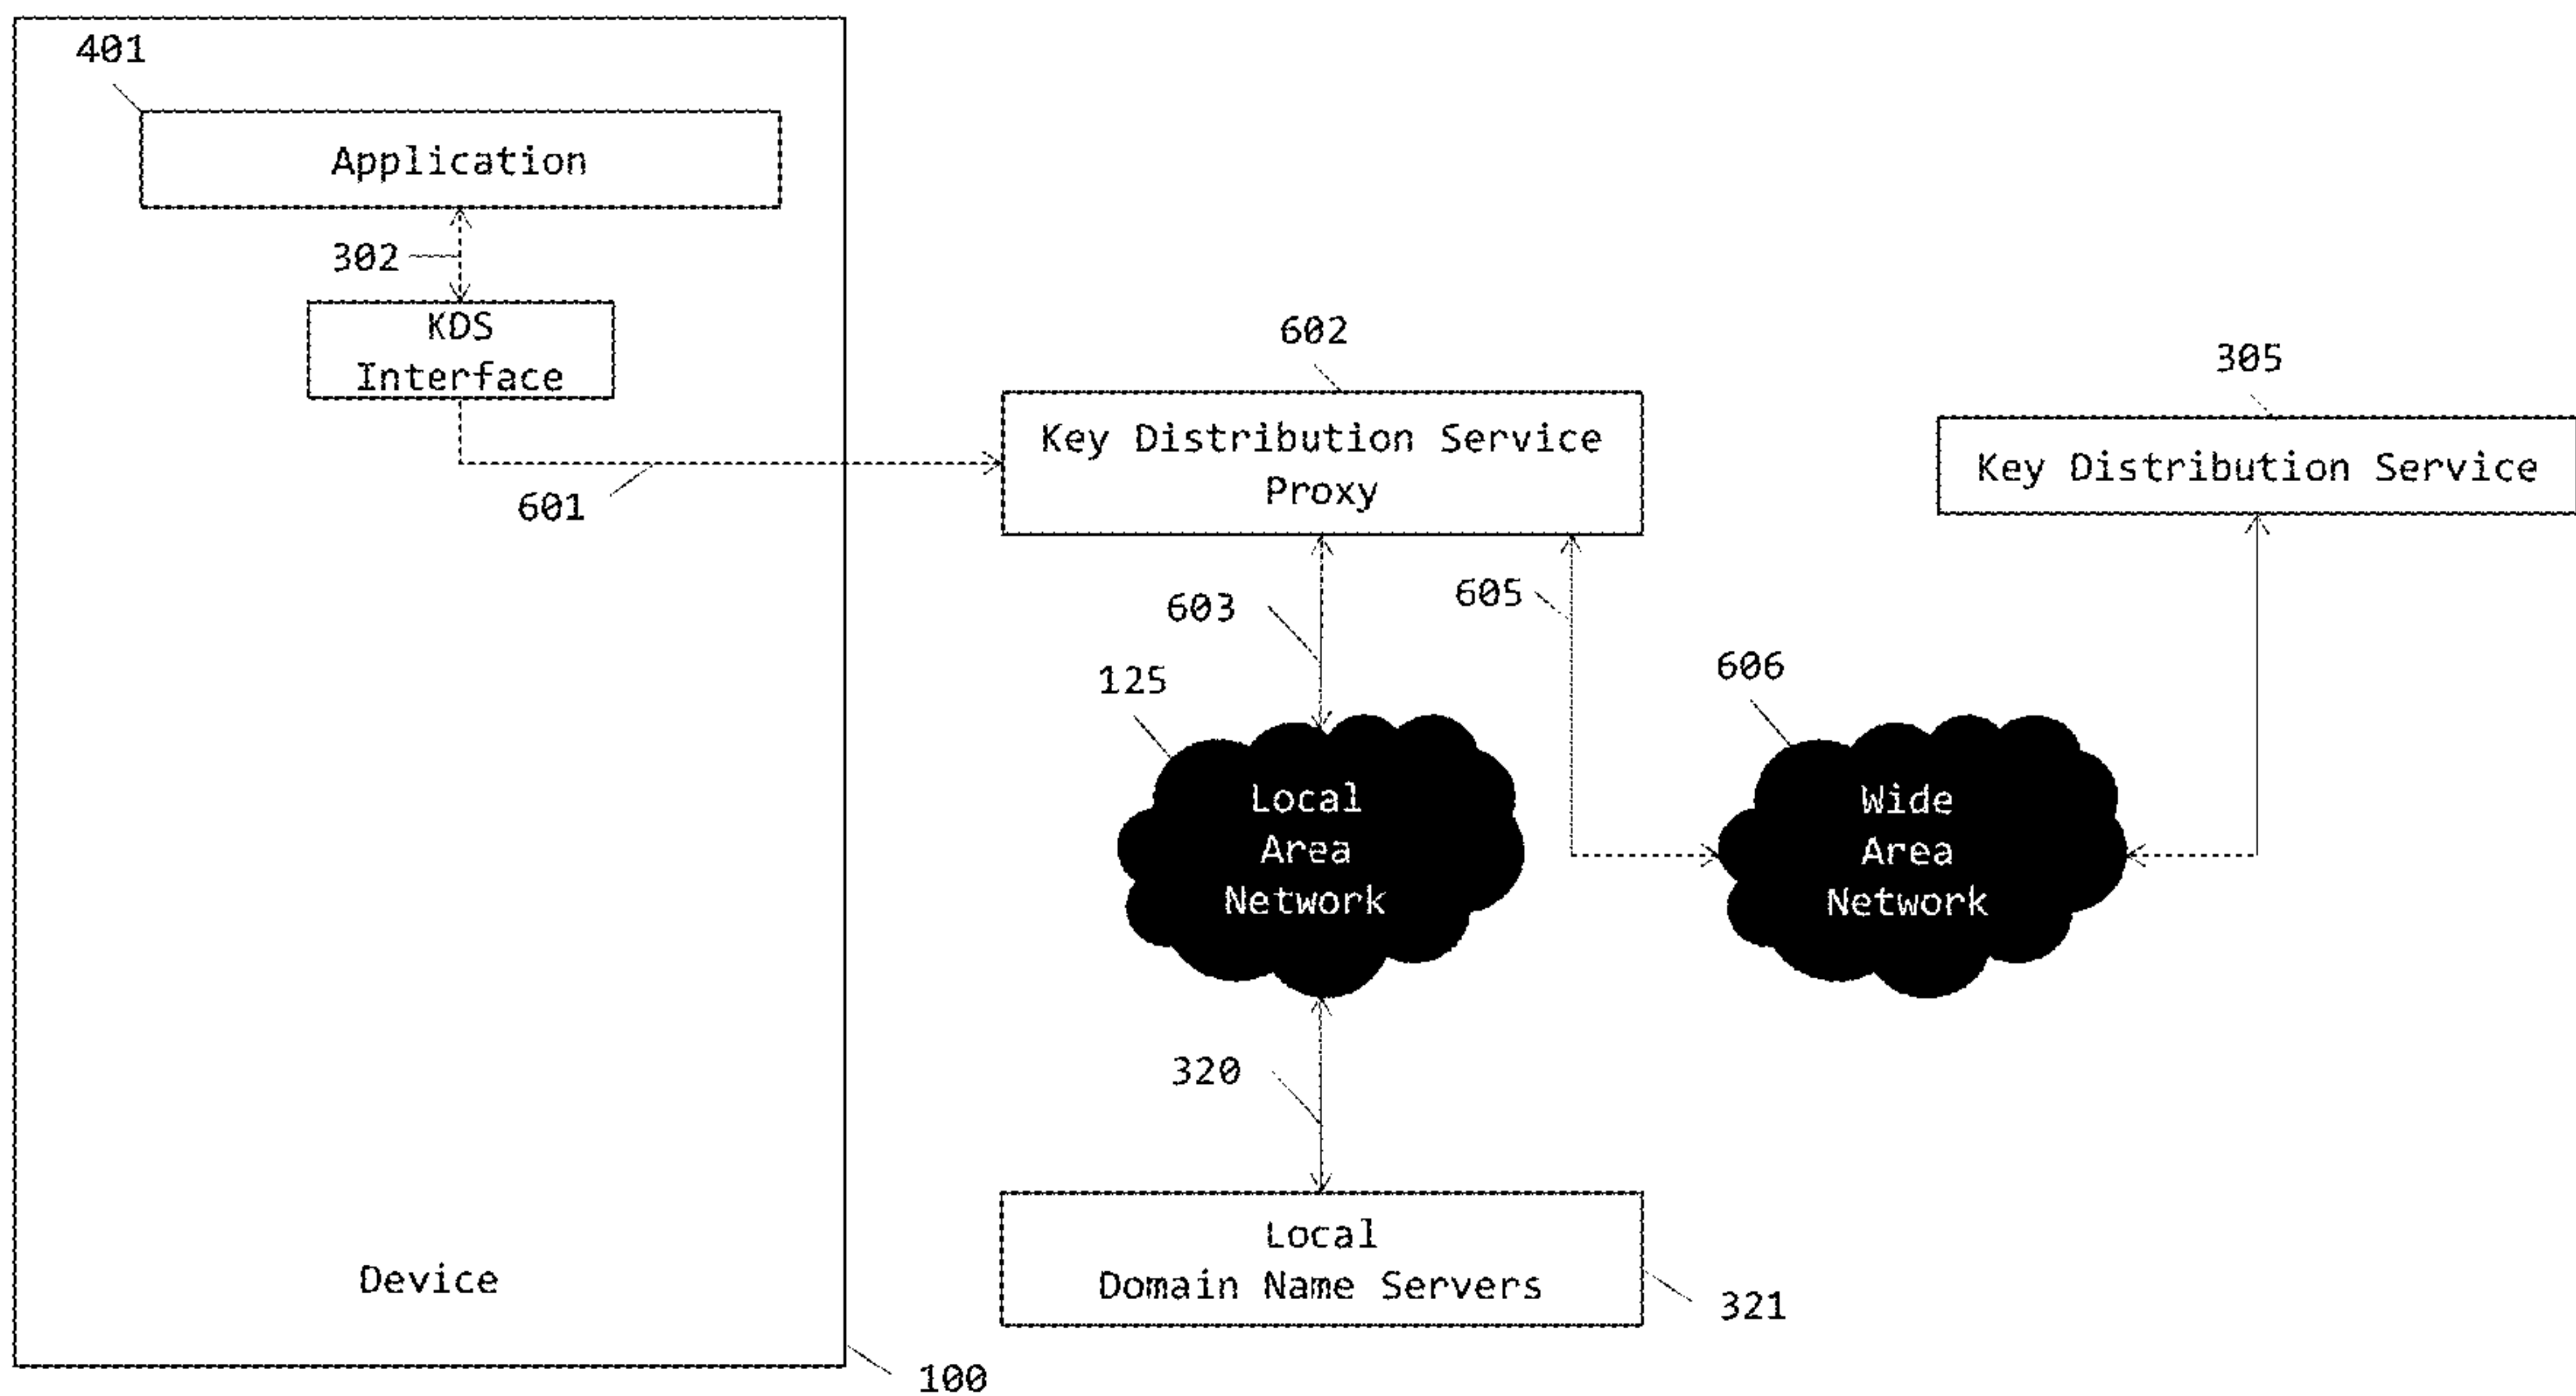 401
Application
302
KDS
Interface
601
602
Key Distribution Service
Proxy
305
Key Distribution Service
603
605
125
606
Local
Area
Network
Wide
Area
Network
320
Local
Domain Name Servers
321
Device
100